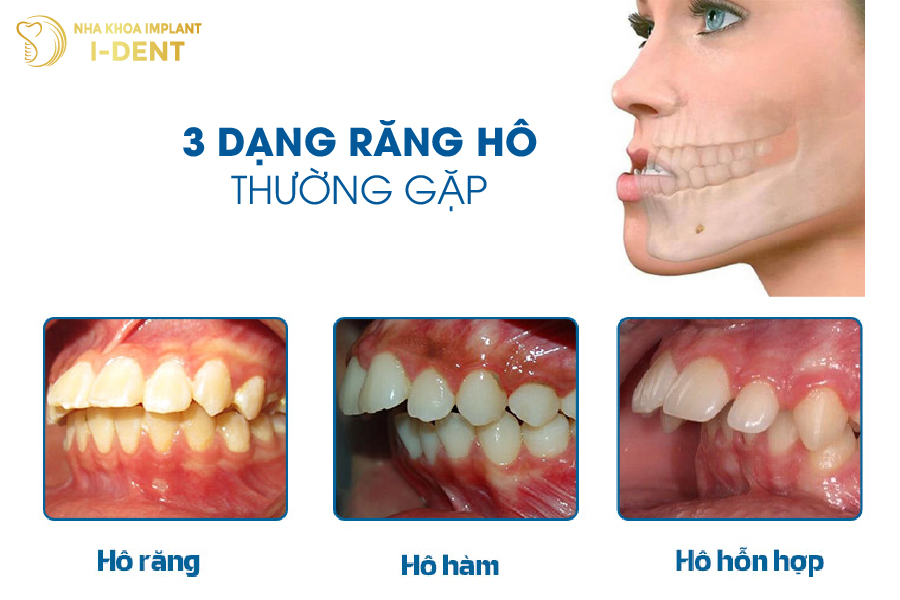 NHA KHOA IMPLANT
I-DENT
3 DẠNG RĂNG HÔ
THƯỜNG GẶP
Hô răng
Hô hàm
Hô hỗn hợp